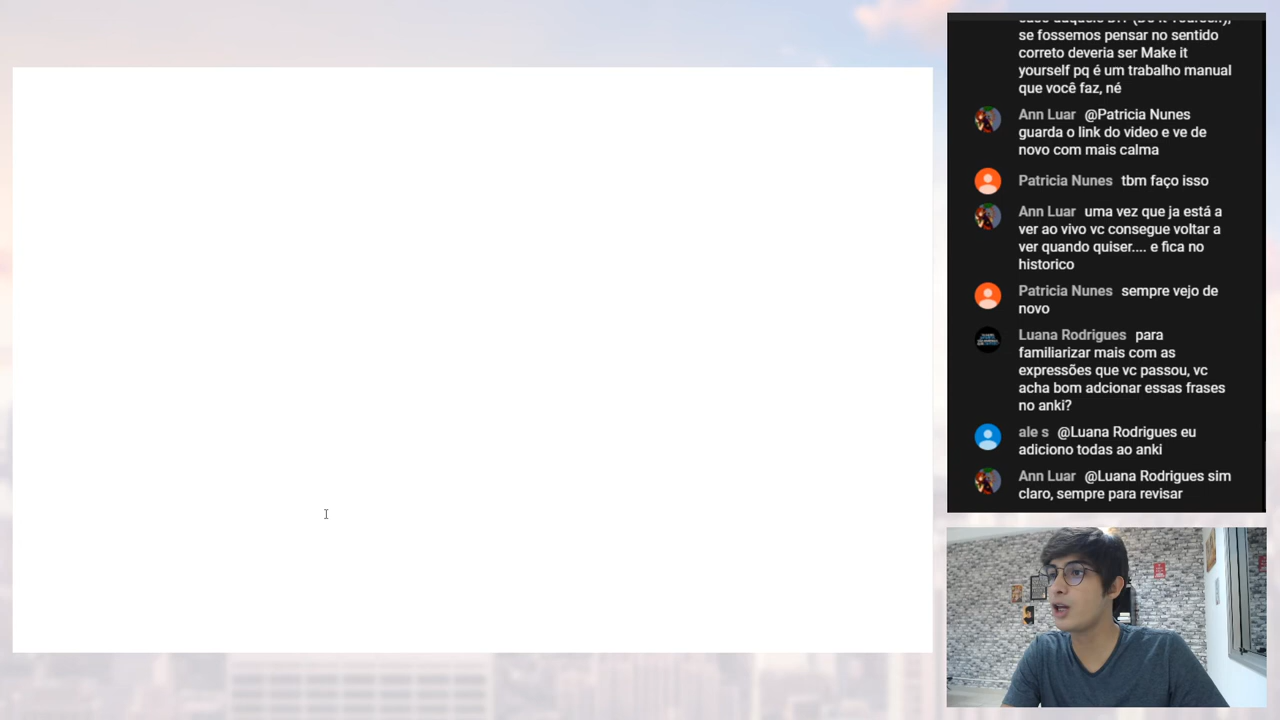 se fossemos pensar no sentido
correto deveria ser Make it
yourself pq é um trabalho manual
que você faz, né
Ann Luar @Patricia Nunes
guarda o link do video e ve de
novo com mais calma
Patricia Nunes tbm faço isso
Ann Luar uma vez que ja está a
ver ao vivo vc consegue voltar a
ver quando quiser.... e fica no
historico
Patricia Nunes sempre vejo de
novo
Luana Rodrigues para
familiarizar mais com as
expressões que vc passou, vc
acha bom adcionar essas frases
no anki?
ale s @Luana Rodrigues eu
adiciono todas ao anki
Ann Luar @Luana Rodrigues sim
claro, sempre para revisar